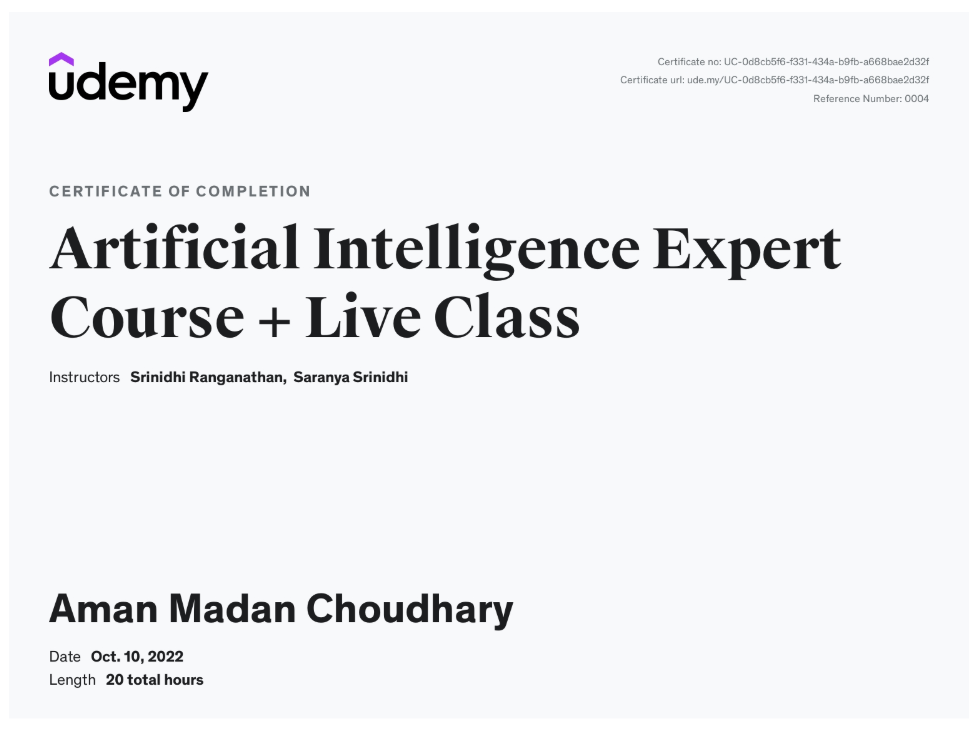 udemy
Certificate no: UC-0d8cb5f6-f331-434a-b9fb-a668bae2d32f
Certificate url: ude.my/UC-0d8cb5f6-f331-434a-b9fb-a668bae2d32f
Reference Number: 0004
CERTIFICATE OF COMPLETION
Artificial Intelligence Expert
Course + Live Class
Instructors Srinidhi Ranganathan, Saranya Srinidhi
Aman Madan Choudhary
Date Oct. 10, 2022
Length 20 total hours